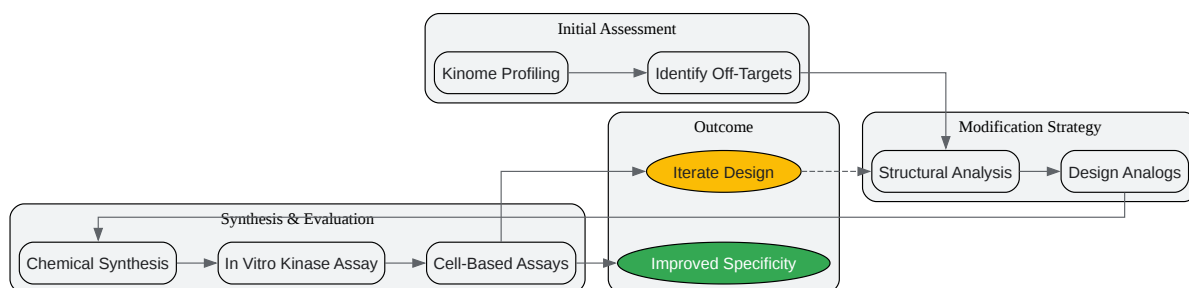 Initial Assessment
Kinome Profiling
Identify Off-Targets
Outcome
Modification Strategy
Iterate Design
Structural Analysis
Design Analogs
Synthesis & Evaluation
Chemical Synthesis
In Vitro Kinase Assay
Cell-Based Assays
Improved Specificity